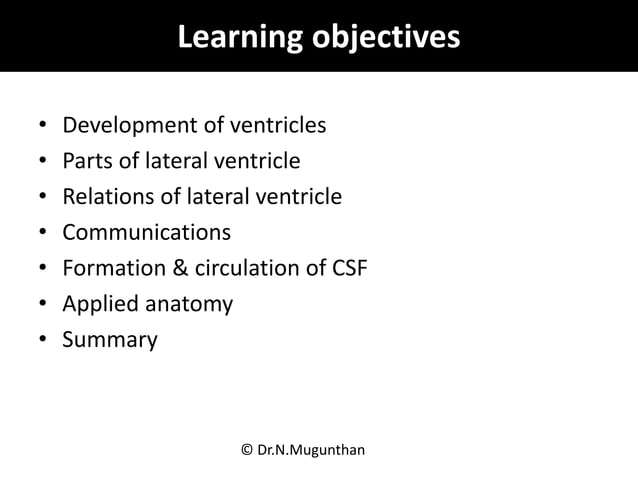 Learning objectives
• Development of ventricles
• Parts of lateral ventricle
• Relations of lateral ventricle
• Communications
• Formation & circulation of CSF
• Applied anatomy
• Summary
© Dr.N.Mugunthan